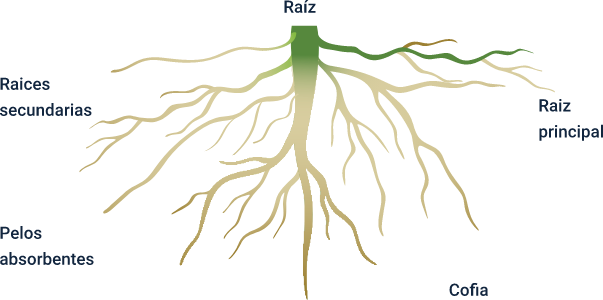 Raíz
Raices
secundarias
Raiz
principal
Pelos
absorbentes
Cofia